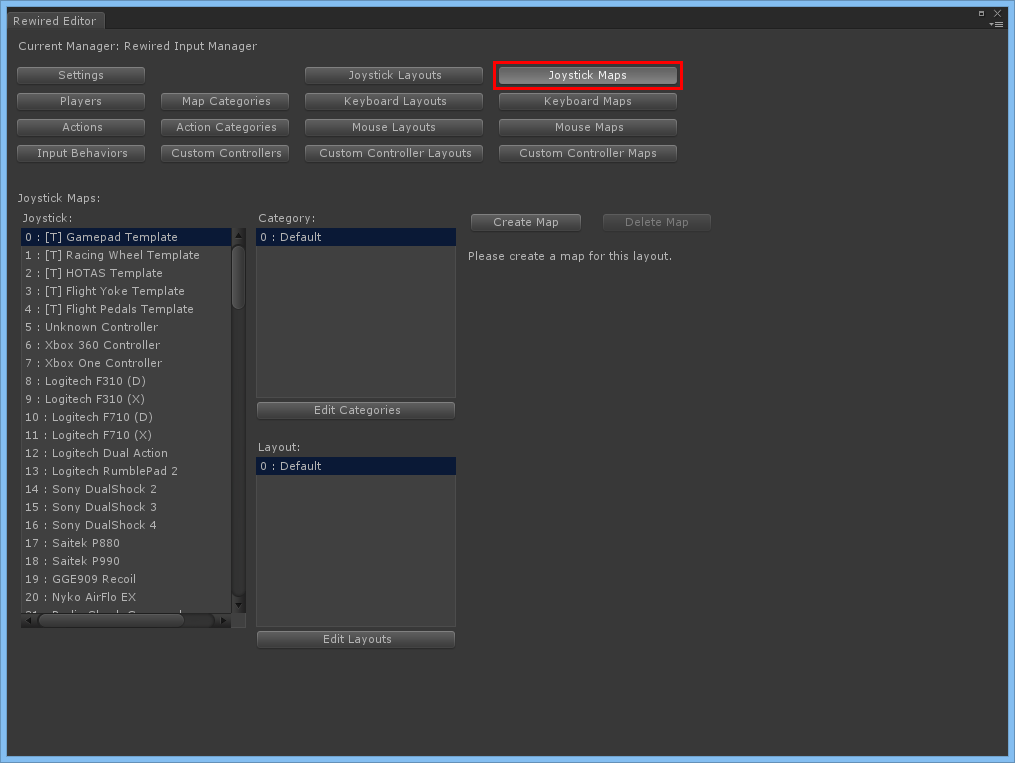 Rewired Editor
Current Manager: Rewired Input Manager
Settings
Joystick Layouts
Joystick Maps
Players
Map Categories
Keyboard Layouts
Keyboard Maps
Actions
Action Categories
Mouse Layouts
Mouse Maps
Input Behaviors
Custom Controllers
Custom Controller Layouts
Custom Controller Maps
Joystick Maps:
Joystick:
0 : [T] Gamepad Template
1 : [T] Racing Wheel Template
2 : [T] HOTAS Template
3 : [T] Flight Yoke Template
4 : [T] Flight Pedals Template
5 : Unknown Controller
6 : Xbox 360 Controller
7 : Xbox One Controller
8 : Logitech F310 (D)
9 : Logitech F310 (X)
10 : Logitech F710 (D)
11 : Logitech F710 (X)
12 : Logitech Dual Action
13 : Logitech RumblePad 2
14 : Sony DualShock 2
15 : Sony DualShock 3
16 : Sony DualShock 4
17 : Saitek P880
18 : Saitek P990
19 : GGE909 Recoil
20 : Nyko AirFlo EX
Category:
0 : Default
Edit Categories
Layout:
0 : Default
Edit Layouts
Create Map
Delete Map
Please create a map for this layout.